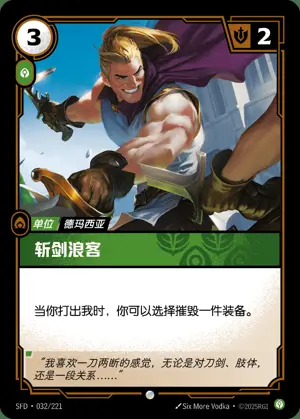 3
2
单位 德玛西亚
斩剑浪客
当你打出我时，你可以选择摧毁一件装备。
"我喜欢一刀两断的感觉，无论是对刀剑、肢体，
还是一段关系……"
SFD • 032/221
Six More Vodka • ©2025RGI